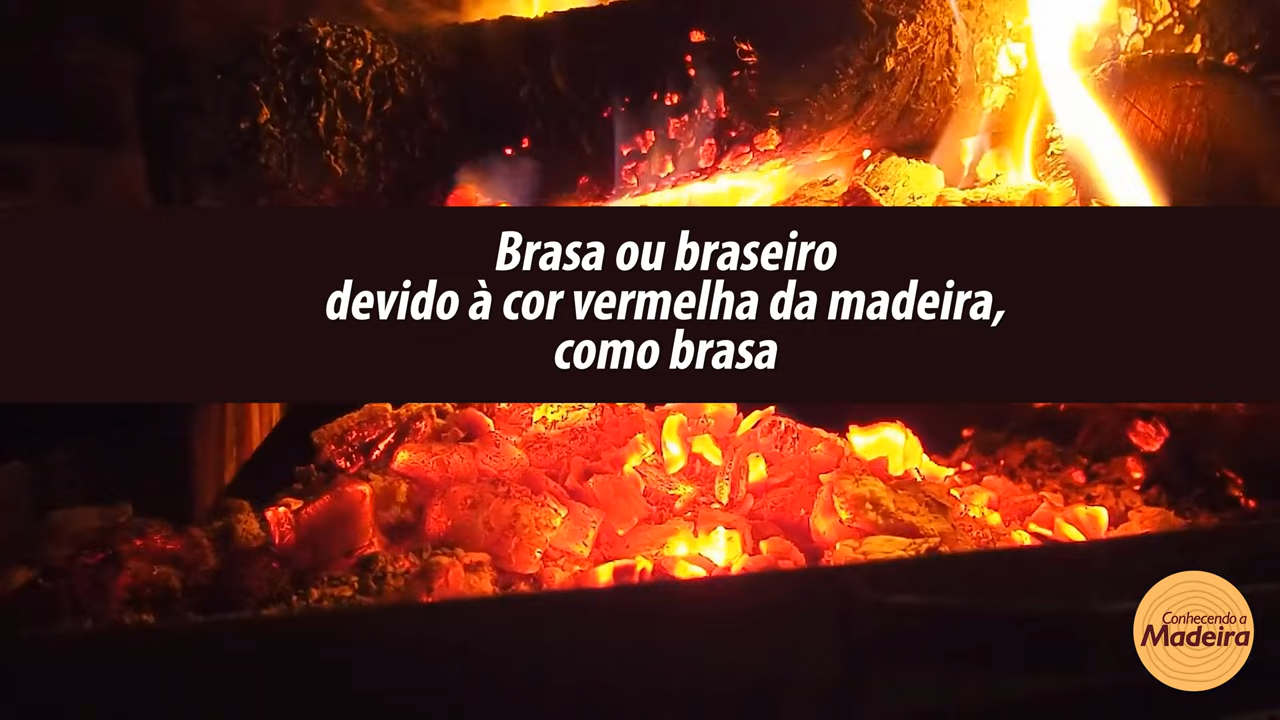 Brasa ou braseiro
devido à cor vermelha da madeira,
como brasa
Conhecendo a
Madeira